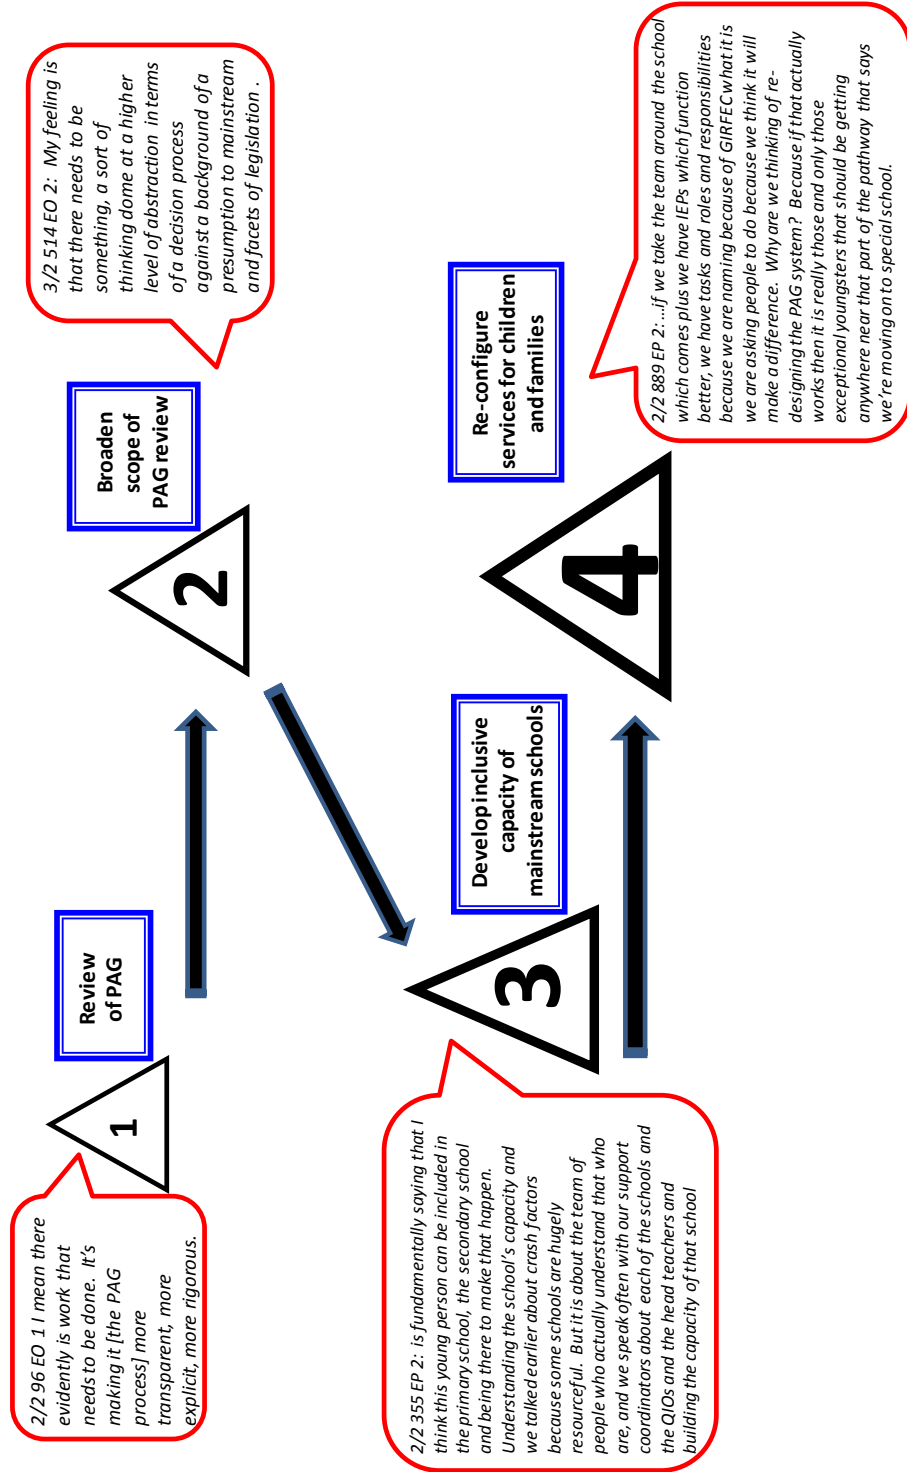 2/2 96 EO 1 I mean there
evidently is work that
needs to be done. It's
making it [the PAG
process] more
transparent, more
explicit, more rigorous.
1
Review
of PAG
2
Broaden
scope of
PAG review
3/2 514 EO 2: My feeling is
that there needs to be
something, a sort of
thinking dome at a higher
level of abstraction in terms
of a decision process
against a background of a
presumption to mainstream
and facets of legislation .
2/2 355 EP 2: is fundamentally saying that I
think this young person can be included in
the primary school, the secondary school
and being there to make that happen.
Understanding the school's capacity and
we talked earlier about crash factors
because some schools are hugely
resourceful. But it is about the team of
people who actually understand that who
are, and we speak often with our support
coordinators about each of the schools and
the QIOs and the head teachers and
building the capacity of that school
3
Develop inclusive
capacity of
mainstream schools
4
Re-configure
services for children
and families
2/2 889 EP 2: ...if we take the team around the school
which comes plus we have IEPs which function
better, we have tasks and roles and responsibilities
because we are naming because of GIRFEC what it is
we are asking people to do because we think it will
make a difference. Why are we thinking of re-
designing the PAG system? Because if that actually
works then it is really those and only those
exceptional youngsters that should be getting
anywhere near that part of the pathway that says
we're moving on to special school.